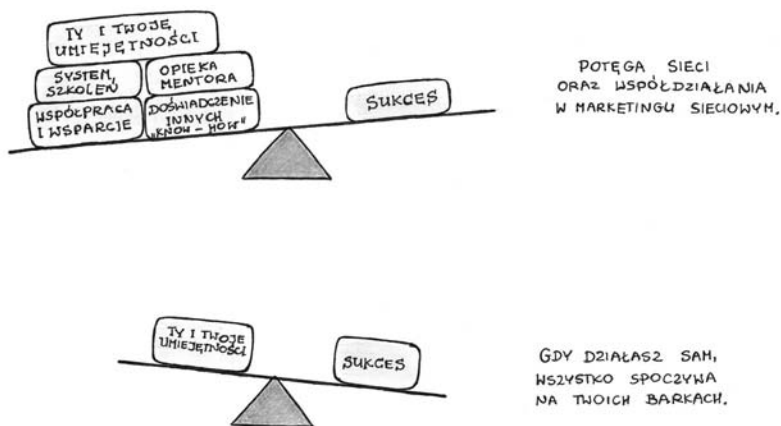 TY I TWOJE
UMIEJĘTNOŚCI
SYSTEM
SZKOLEŃ
OPIEKA
MENTORA
WSPÓŁPRACA
I WSPARCIE
DOŚWIADCZENIE
INNYCH
„KNOW – HOW"
SUKCES
POTĘGA SIECI
ORAZ WSPÓŁDZIAŁANIA
W MARKETINGU SIECIOWYM.
TY I TWOJE
UMIEJĘTNOŚCI
SUKCES
GDY DZIAŁASZ SAM,
WSZYSTKO SPOCZYWA
NA TWOICH BARKACH.